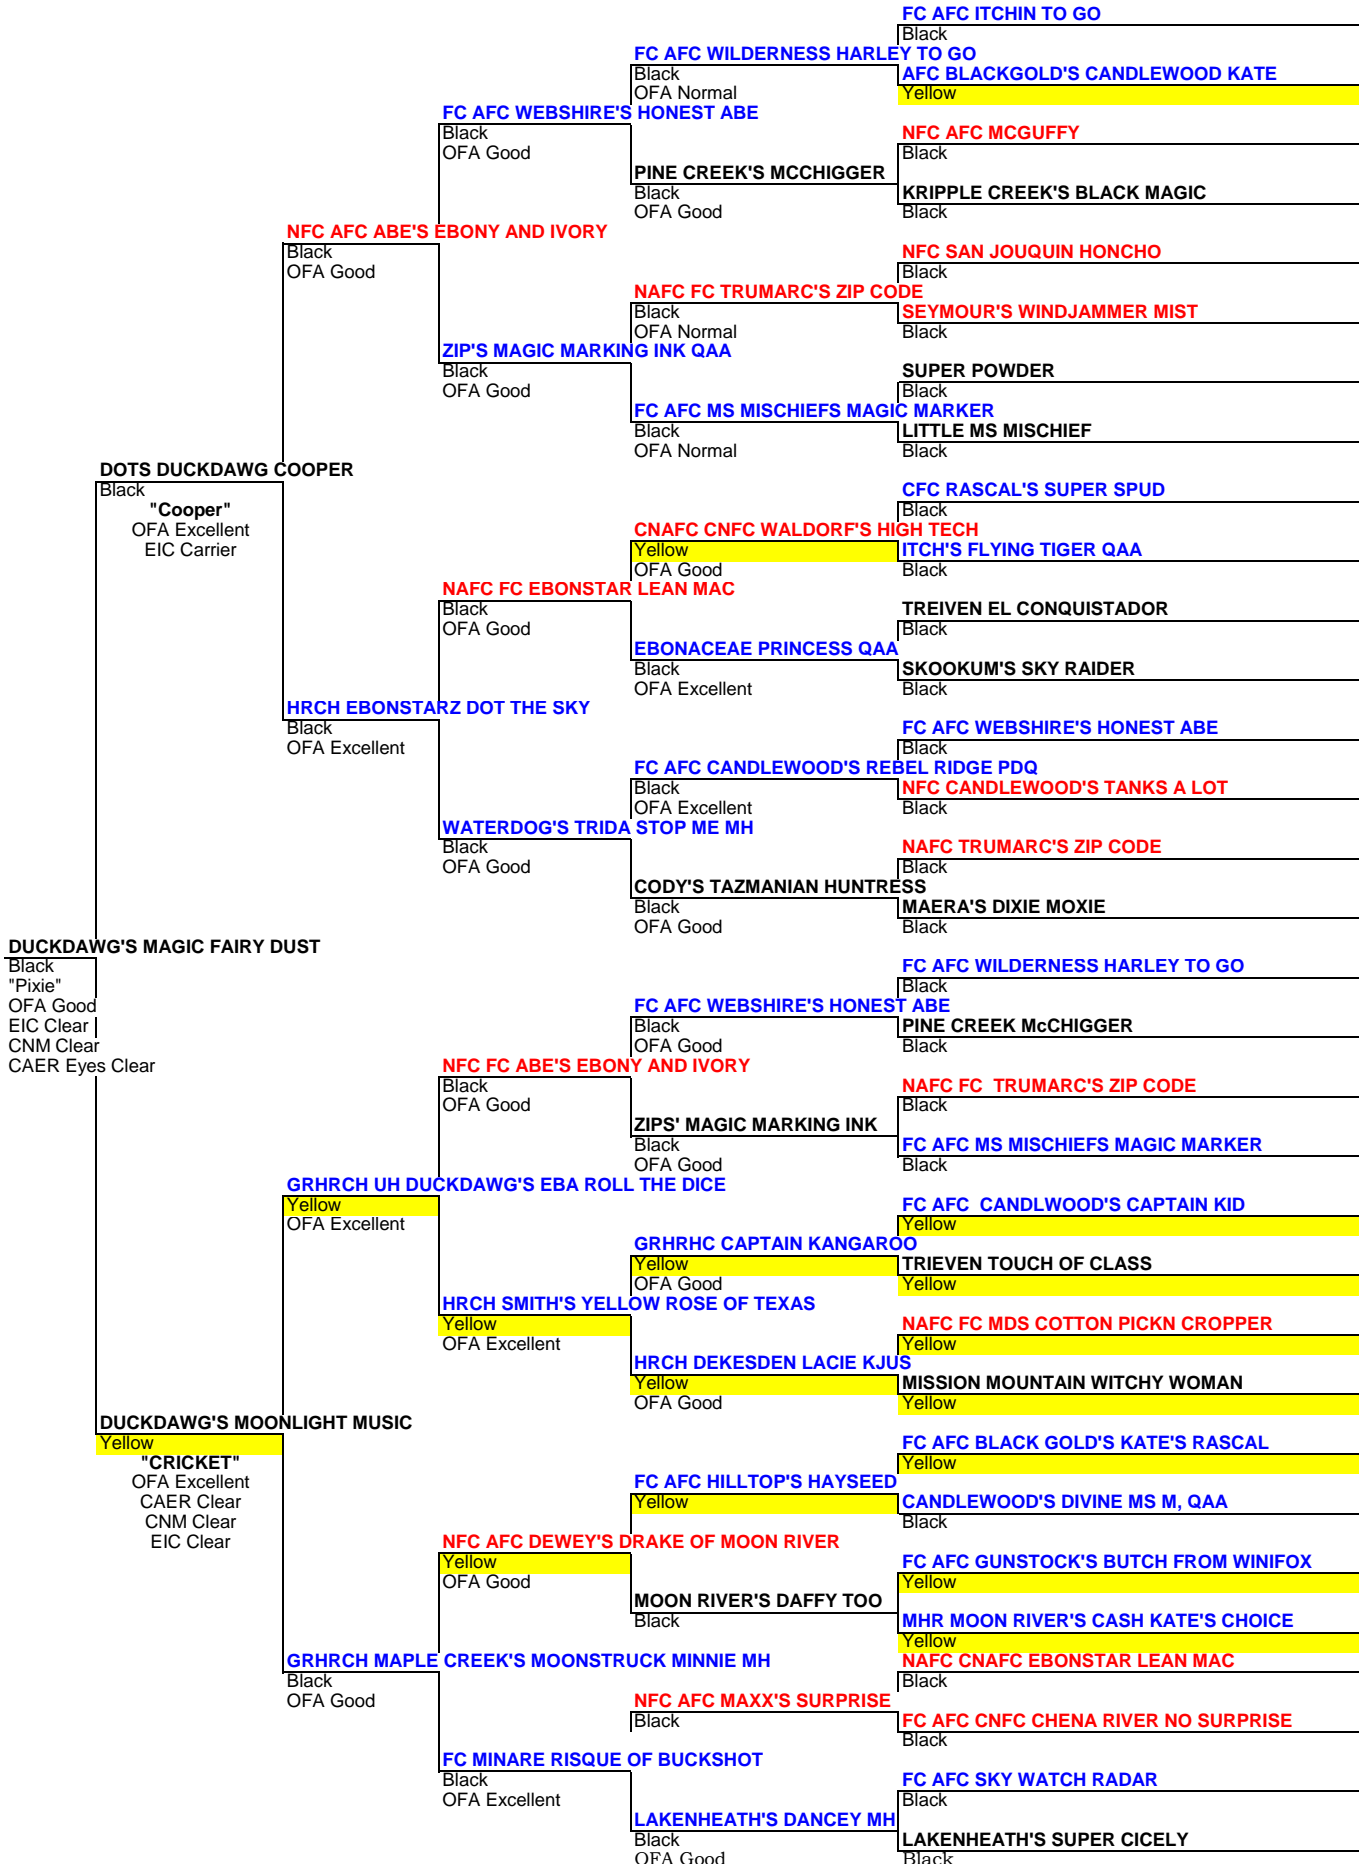 FC AFC ITCHIN TO GO
Black
FC AFC WILDERNESS HARLEY TO GO
Black
OFA Normal
AFC BLACKGOLD'S CANDLEWOOD KATE
Yellow
FC AFC WEBSHIRE'S HONEST ABE
Black
OFA Good
NFC AFC MCGUFFY
Black
PINE CREEK'S MCCHIGGER
Black
OFA Good
KRIPPLE CREEK'S BLACK MAGIC
Black
NFC AFC ABE'S EBONY AND IVORY
Black
OFA Good
NFC SAN JOUQUIN HONCHO
Black
NAFC FC TRUMARC'S ZIP CODE
Black
OFA Normal
SEYMOUR'S WINDJAMMER MIST
Black
ZIP'S MAGIC MARKING INK QAA
Black
OFA Good
SUPER POWDER
Black
FC AFC MS MISCHIEFS MAGIC MARKER
Black
OFA Normal
LITTLE MS MISCHIEF
Black
DOTS DUCKDAWG COOPER
Black
"Cooper"
OFA Excellent
EIC Carrier
CFC RASCAL'S SUPER SPUD
Black
CNAFC CNFC WALDORF'S HIGH TECH
Yellow
OFA Good
ITCH'S FLYING TIGER QAA
Black
NAFC FC EBONSTAR LEAN MAC
Black
OFA Good
TREIVEN EL CONQUISTADOR
Black
EBONACEAE PRINCESS QAA
Black
OFA Excellent
SKOOKUM'S SKY RAIDER
Black
HRCH EBONSTARZ DOT THE SKY
Black
OFA Excellent
FC AFC WEBSHIRE'S HONEST ABE
Black
FC AFC CANDLEWOOD'S REBEL RIDGE PDQ
Black
OFA Excellent
NFC CANDLEWOOD'S TANKS A LOT
Black
WATERDOG'S TRIDA STOP ME MH
Black
OFA Good
NAFC TRUMARC'S ZIP CODE
Black
CODY'S TAZMANIAN HUNTRESS
Black
OFA Good
MAERA'S DIXIE MOXIE
Black
DUCKDAWG'S MAGIC FAIRY DUST
Black
"Pixie"
OFA Good
EIC Clear
CNM Clear
CAER Eyes Clear
FC AFC WILDERNESS HARLEY TO GO
Black
FC AFC WEBSHIRE'S HONEST ABE
Black
OFA Good
PINE CREEK McCHIGGER
Black
NFC FC ABE'S EBONY AND IVORY
Black
OFA Good
NAFC FC  TRUMARC'S ZIP CODE
Black
ZIPS' MAGIC MARKING INK
Black
OFA Good
FC AFC MS MISCHIEFS MAGIC MARKER
Black
GRHRCH UH DUCKDAWG'S EBA ROLL THE DICE
Yellow
OFA Excellent
FC AFC  CANDLWOOD'S CAPTAIN KID
Yellow
GRHRHC CAPTAIN KANGAROO
Yellow
OFA Good
TRIEVEN TOUCH OF CLASS
Yellow
HRCH SMITH'S YELLOW ROSE OF TEXAS
Yellow
OFA Excellent
NAFC FC MDS COTTON PICKN CROPPER
Yellow
HRCH DEKESDEN LACIE KJUS
Yellow
OFA Good
MISSION MOUNTAIN WITCHY WOMAN
Yellow
DUCKDAWG'S MOONLIGHT MUSIC
Yellow
"CRICKET"
OFA Excellent
CAER Clear
CNM Clear
EIC Clear
FC AFC BLACK GOLD'S KATE'S RASCAL
Yellow
FC AFC HILLTOP'S HAYSEED
Yellow
CANDLEWOOD'S DIVINE MS M, QAA
Black
NFC AFC DEWEY'S DRAKE OF MOON RIVER
Yellow
OFA Good
FC AFC GUNSTOCK'S BUTCH FROM WINIFOX
Yellow
MOON RIVER'S DAFFY TOO
Black
MHR MOON RIVER'S CASH KATE'S CHOICE
Yellow
GRHRCH MAPLE CREEK'S MOONSTRUCK MINNIE MH
Black
OFA Good
NAFC CNAFC EBONSTAR LEAN MAC
Black
NFC AFC MAXX'S SURPRISE
Black
FC AFC CNFC CHENA RIVER NO SURPRISE
Black
FC MINARE RISQUE OF BUCKSHOT
Black
OFA Excellent
FC AFC SKY WATCH RADAR
Black
LAKENHEATH'S DANCEY MH
Black
OFA Good
LAKENHEATH'S SUPER CICELY
Black